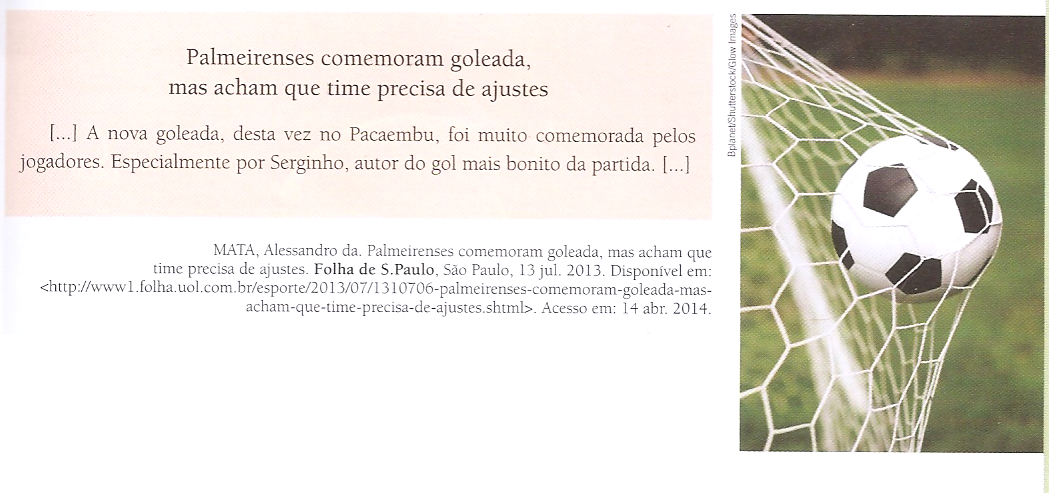 Palmeirenses comemoram goleada,
mas acham que time precisa de ajustes
[...] A nova goleada, desta vez no Pacaembu, foi muito comemorada pelos
jogadores. Especialmente por Serginho, autor do gol mais bonito da partida. [...]
MATA, Alessandro da. Palmeirenses comemoram goleada, mas acham que
time precisa de ajustes. Folha de S.Paulo, São Paulo, 13 jul. 2013. Disponível em:
<http://www1.folha.uol.com.br/esporte/2013/07/1310706-palmeirenses-comemoram-goleada-mas-
acham-que-time-precisa-de-ajustes.shtml>. Acesso em: 14 abr. 2014.
Bplanet/Shutterstock/Glow Images